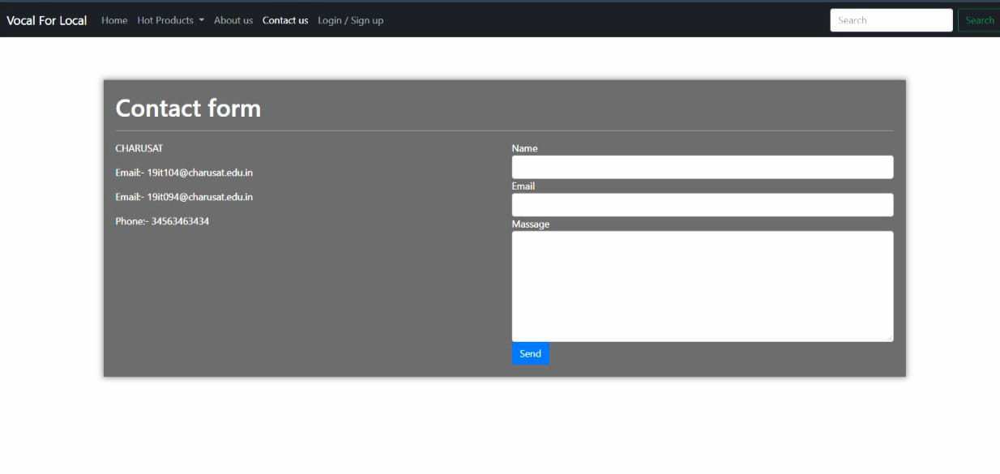 Vocal For Local Home Hot Products About us Contact us Login / Sign up Search Search
Contact form
CHARUSAT
Email:- 19it104@charusat.edu.in
Email:- 19it094@charusat.edu.in
Phone:- 34563463434
Name
Email
Massage
Send